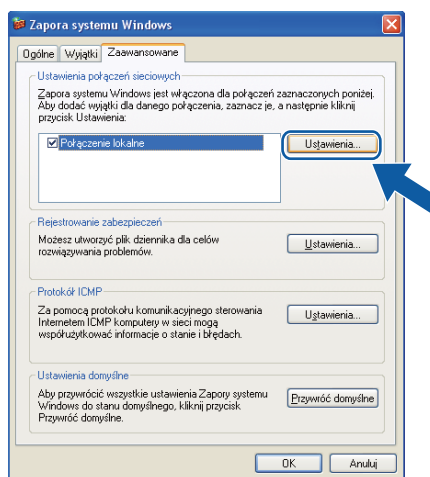 Zapora systemu Windows
Ogólne Wyjątki Zaawansowane
Ustawienia połączeń sieciowych
Zapora systemu Windows jest włączona dla połączeń zaznaczonych poniżej.
Aby dodać wyjątki dla danego połączenia, zaznacz je, a następnie kliknij
przycisk Ustawienia:
Połączenie lokalne
Ustawienia...
Rejestrowanie zabezpieczeń
Możesz utworzyć plik dziennika dla celów
rozwiązywania problemów.
Ustawienia...
Protokół ICMP
Za pomocą protokołu komunikacyjnego sterowania
Internetem ICMP komputery w sieci mogą
współużytkować informacje o stanie i błędach.
Ustawienia...
Ustawienia domyślne
Aby przywrócić wszystkie ustawienia Zapory systemu
Windows do stanu domyślnego, kliknij przycisk
Przywróć domyślne.
Przywróć domyślne
OK Anuluj